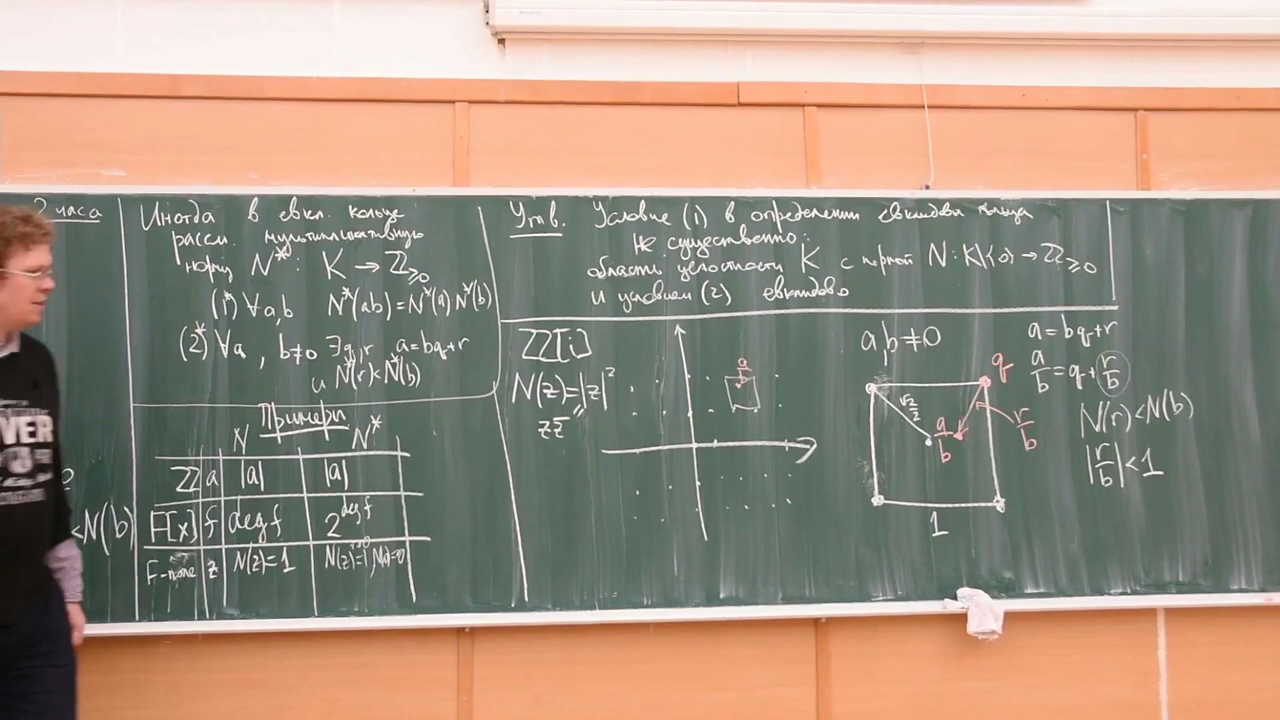 2 часа
<N(b)
Иногда в евкл. кольце
рассм. мультипликативную
норму N*: K → ℤ≥0
(1*) ∀a,b N*(ab)=N*(a)N*(b)
(2*) ∀a, b≠0 ∃q,r a=bq+r
и N*(r)<N*(b)
Примеры
N N*
ℤ a |a| |a|
F[x] f deg f 2^deg f
F-поле z N(z)=1 N(z)=1, N(0)=0
Утв. Условие (1) в определении евклидова кольца
не существенно:
области целостности K с нормой N: K\{0} → ℤ≥0
и условием (2) евклидово
ℤ[i]
N(z)=|z|²
zz̄
a
b
a,b≠0
√2
2
q
a
b
r
b
1
a=bq+r
a/b=q+r/b
N(r)<N(b)
|r/b|<1
VER